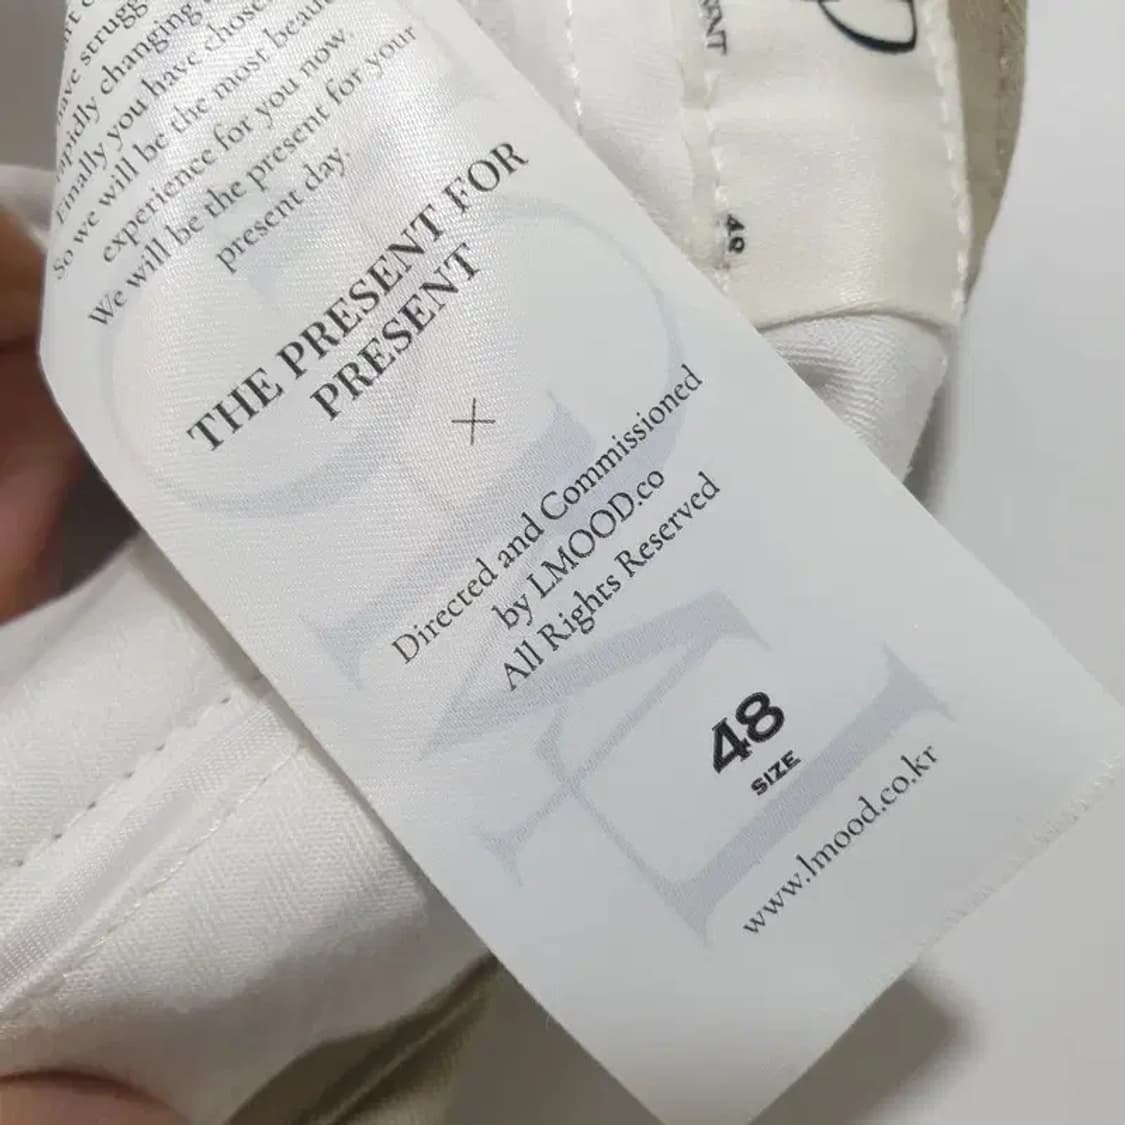 have strugg
rapidly changing
Finally you have chose
So we will be the most beau
experience for you now.
We will be the present for your
present day.
THE PRESENT FOR
PRESENT
X
Directed and Commissioned
by LMOOD.co
All Rights Reserved
48
SIZE
www.lmood.co.kr
48